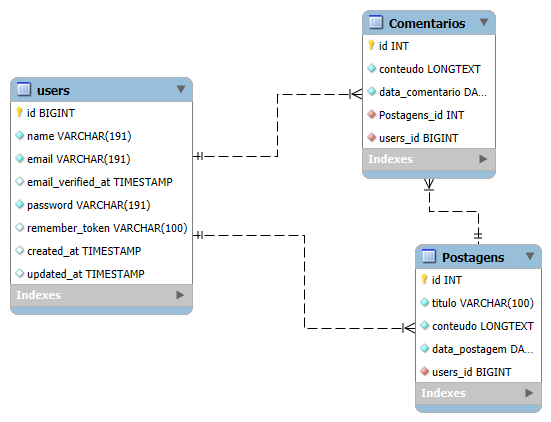 users
id BIGINT
name VARCHAR(191)
email VARCHAR(191)
email_verified_at TIMESTAMP
password VARCHAR(191)
remember_token VARCHAR(100)
created_at TIMESTAMP
updated_at TIMESTAMP
Indexes
Comentarios
id INT
conteudo LONGTEXT
data_comentario DA...
Postagens_id INT
users_id BIGINT
Indexes
Postagens
id INT
titulo VARCHAR(100)
conteudo LONGTEXT
data_postagem DA...
users_id BIGINT
Indexes